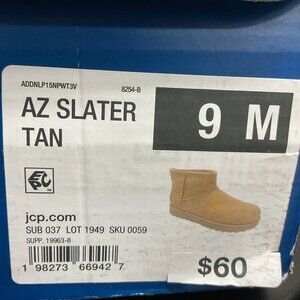 ADDNLP15NPWT3V 8254-B
AZ SLATER
TAN
9 M
jcp.com
SUB 037 LOT 1949 SKU 0059
SUPP. 19963-8
1 98273 66942 7
$60